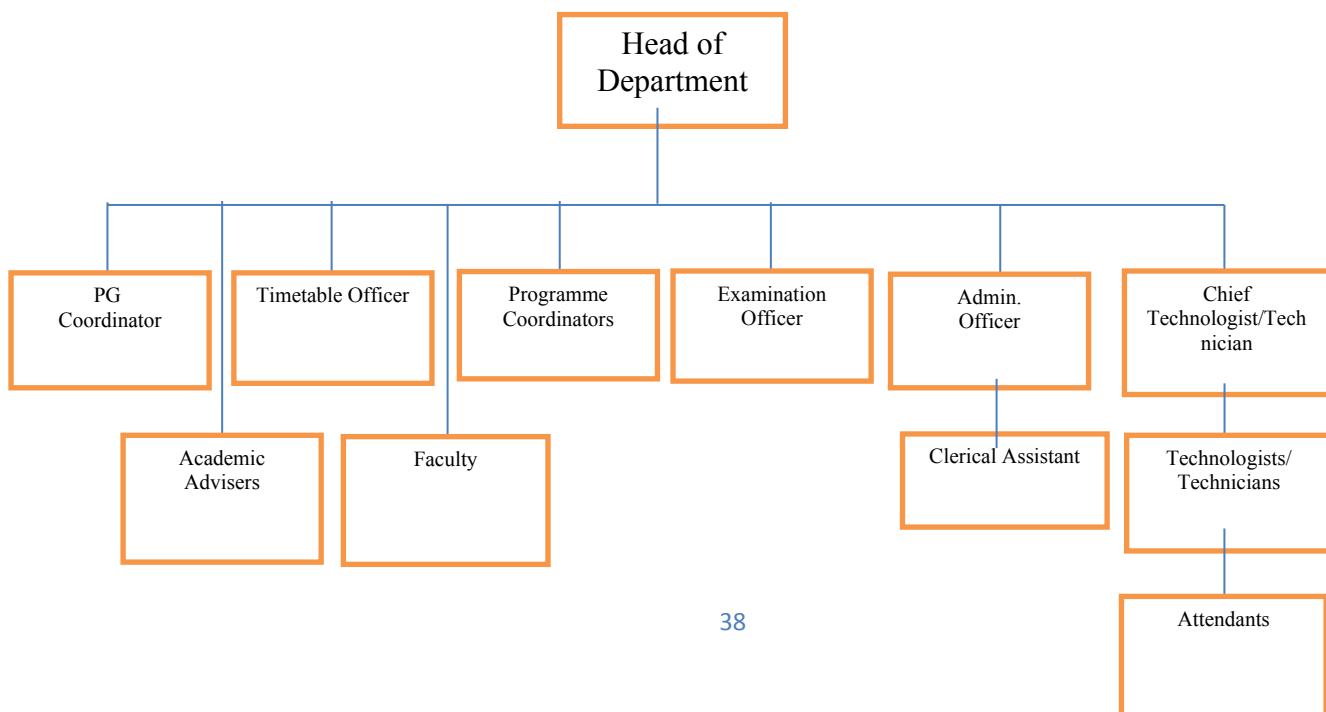 Head of
Department
PG
Coordinator
Timetable Officer
Programme
Coordinators
Examination
Officer
Admin.
Officer
Chief
Technologist/Tech
nician
Academic
Advisers
Faculty
Clerical Assistant
Technologists/
Technicians
Attendants
38